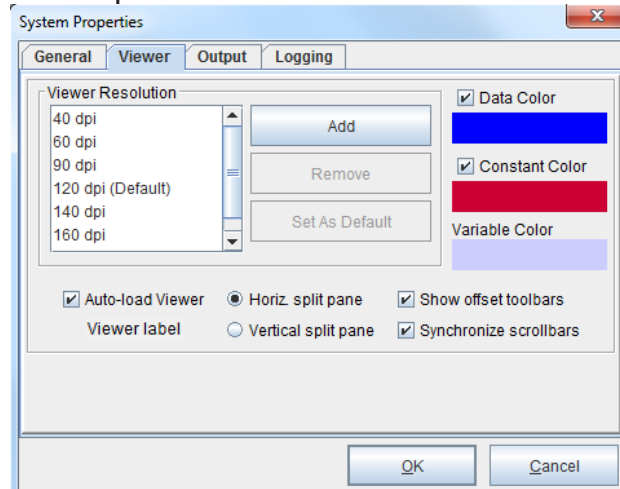 System Properties
General Viewer Output Logging
Viewer Resolution
40 dpi
60 dpi
90 dpi
120 dpi (Default)
140 dpi
160 dpi
Add
Remove
Set As Default
Data Color
Constant Color
Variable Color
Auto-load Viewer
Viewer label
Horiz. split pane
Vertical split pane
Show offset toolbars
Synchronize scrollbars
OK Cancel